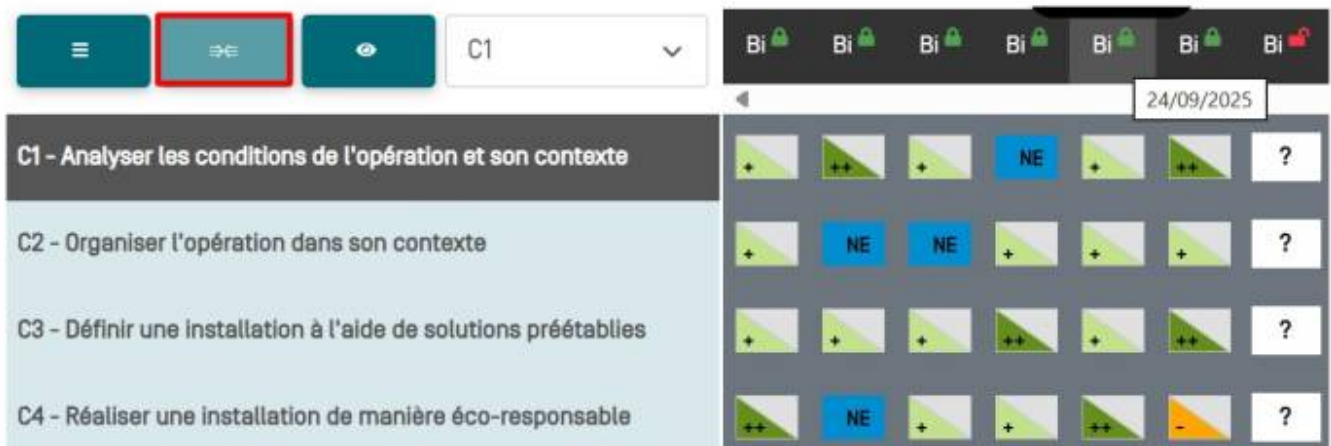 C1
Bi Bi Bi Bi Bi Bi Bi
24/09/2025
C1 - Analyser les conditions de l'opération et son contexte
+ ++ + NE + ++ ?
C2 - Organiser l'opération dans son contexte
+ NE NE + + + ?
C3 - Définir une installation à l'aide de solutions préétablies
+ + + ++ + ++ ?
C4 - Réaliser une installation de manière éco-responsable
++ NE + + ++ - ?